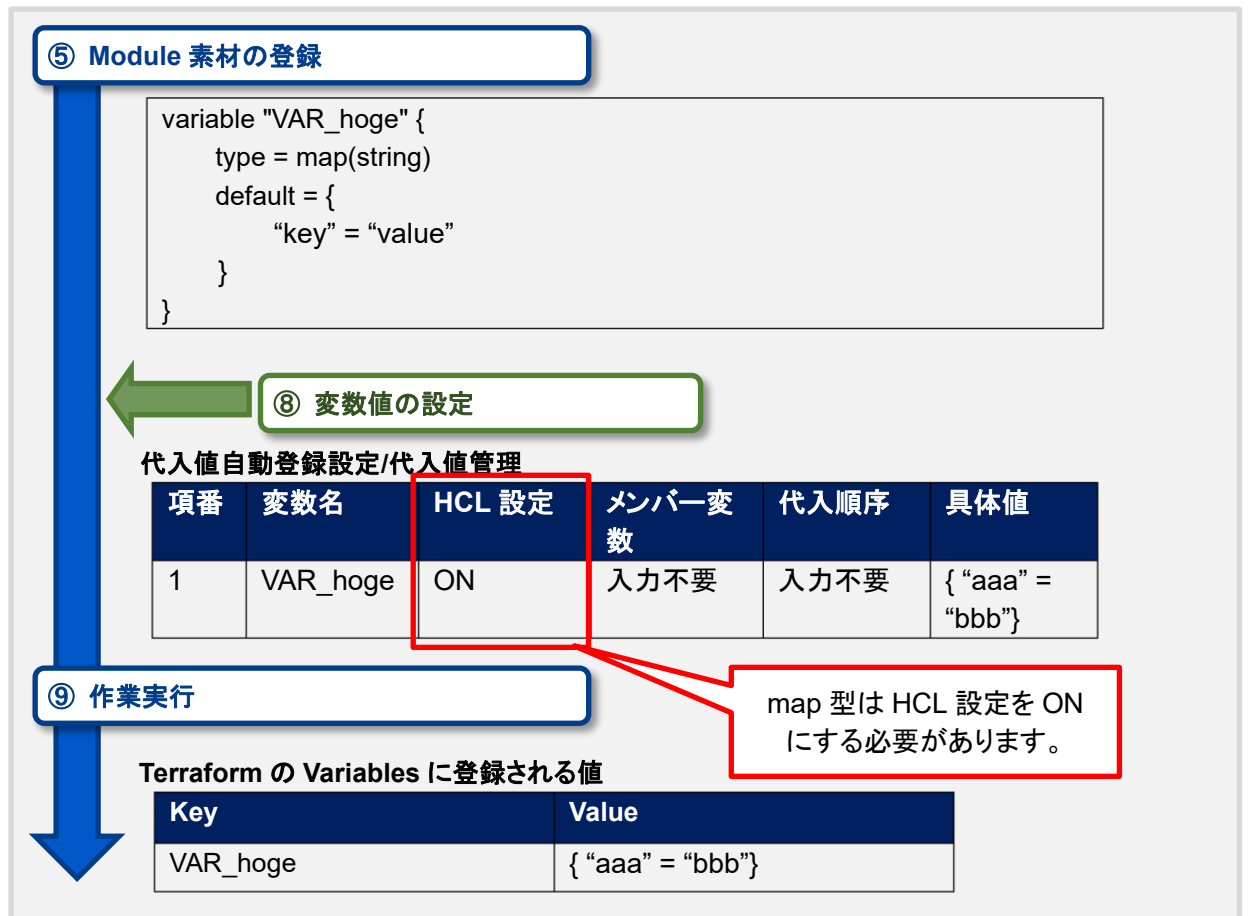 ⑤ Module 素材の登録
variable "VAR_hoge" {
type = map(string)
default = {
“key” = “value”
}
}
⑧ 変数値の設定
代入値自動登録設定/代入値管理
項番 変数名 HCL 設定 メンバー変 代入順序 具体値
数
1 VAR_hoge ON 入力不要 入力不要 { “aaa” =
“bbb”}
⑨ 作業実行
map 型は HCL 設定を ON
にする必要があります。
Terraform の Variables に登録される値
Key Value
VAR_hoge { “aaa” = “bbb”}